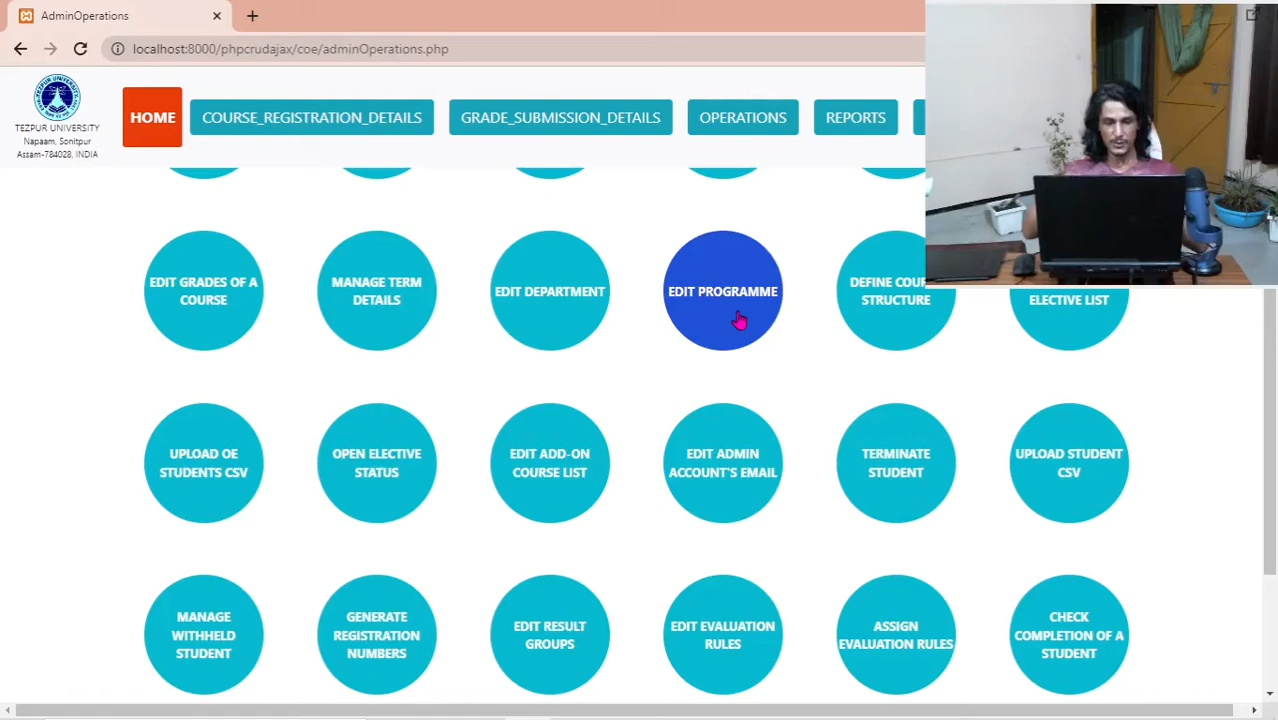 AdminOperations
localhost:8000/phpcrudajax/coe/adminOperations.php
TEZPUR UNIVERSITY
Napaam, Sonitpur
Assam-784028, INDIA
HOME
COURSE_REGISTRATION_DETAILS
GRADE_SUBMISSION_DETAILS
OPERATIONS
REPORTS
EDIT GRADES OF A
COURSE
MANAGE TERM
DETAILS
EDIT DEPARTMENT
EDIT PROGRAMME
DEFINE
STRUCTURE
ELECTIVE LIST
UPLOAD OE
STUDENTS CSV
OPEN ELECTIVE
STATUS
EDIT ADD-ON
COURSE LIST
EDIT ADMIN
ACCOUNT'S EMAIL
TERMINATE
STUDENT
UPLOAD STUDENT
CSV
MANAGE
WITHHELD
STUDENT
GENERATE
REGISTRATION
NUMBERS
EDIT RESULT
GROUPS
EDIT EVALUATION
RULES
ASSIGN
EVALUATION RULES
CHECK
COMPLETION OF A
STUDENT